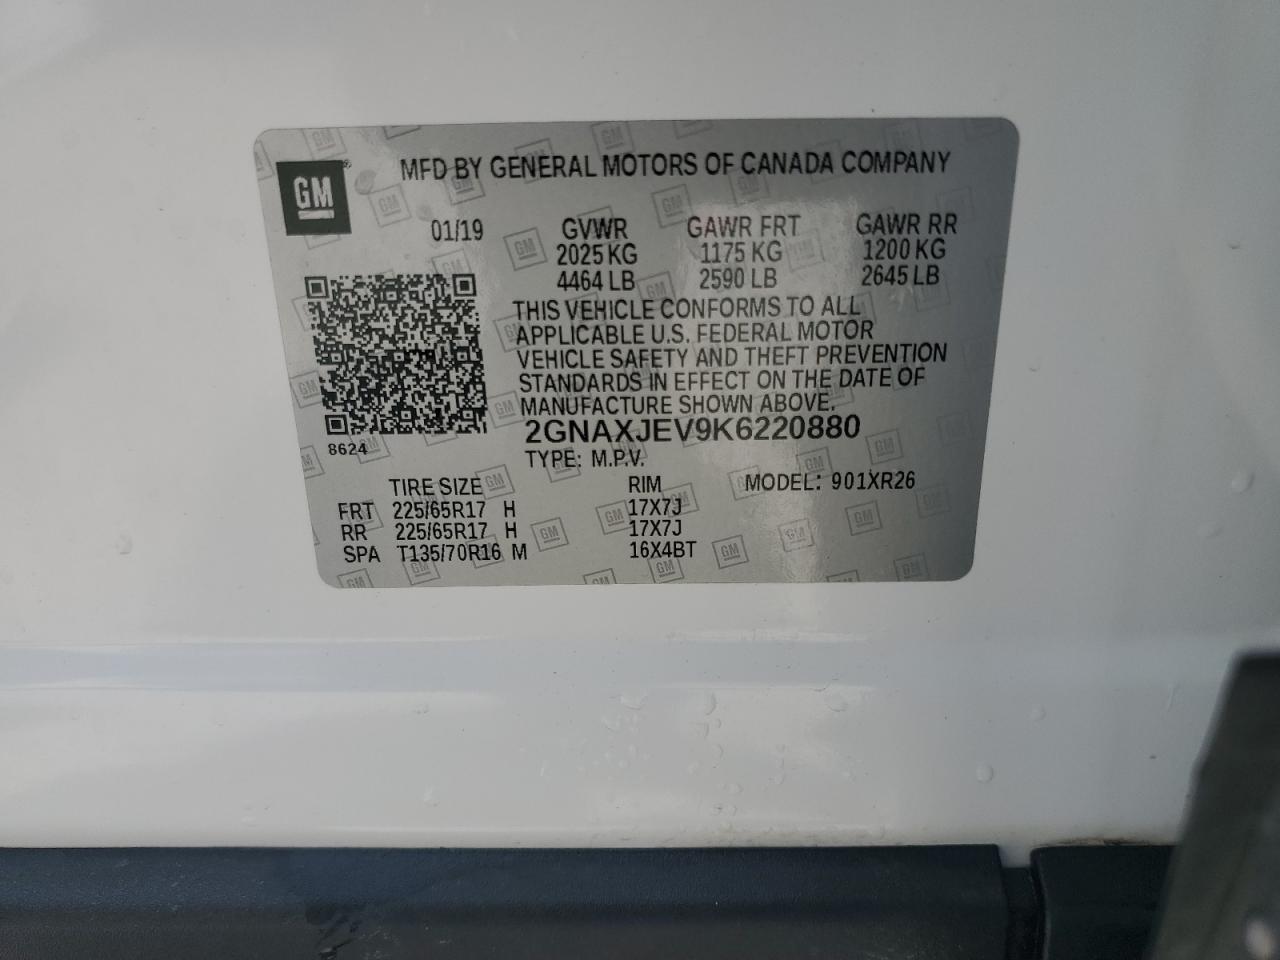 GM
MFD BY GENERAL MOTORS OF CANADA COMPANY
01/19
GVWR GAWR FRT GAWR RR
2025 KG 1175 KG 1200 KG
4464 LB 2590 LB 2645 LB
THIS VEHICLE CONFORMS TO ALL
APPLICABLE U.S. FEDERAL MOTOR
VEHICLE SAFETY AND THEFT PREVENTION
STANDARDS IN EFFECT ON THE DATE OF
MANUFACTURE SHOWN ABOVE.
2GNAXJEV9K6220880
8624
TYPE: M.P.V.
TIRE SIZE RIM MODEL: 901XR26
FRT 225/65R17 H 17X7J
RR 225/65R17 H 17X7J
SPA T135/70R16 M 16X4BT